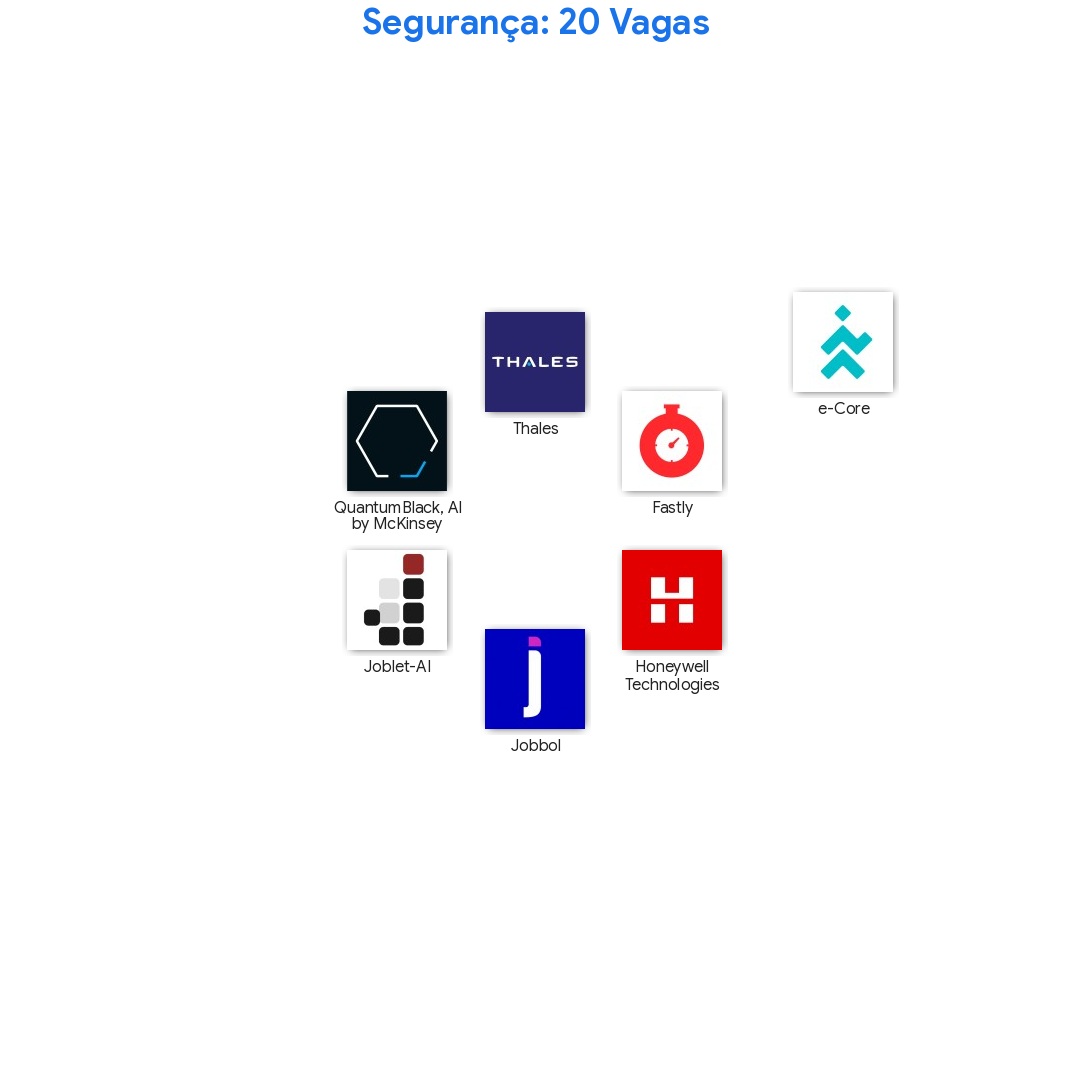 Segurança: 20 Vagas
e-Core
THALES
Thales
QuantumBlack, AI
by McKinsey
Fastly
Joblet-AI
H
Honeywell
Technologies
j
Jobbol